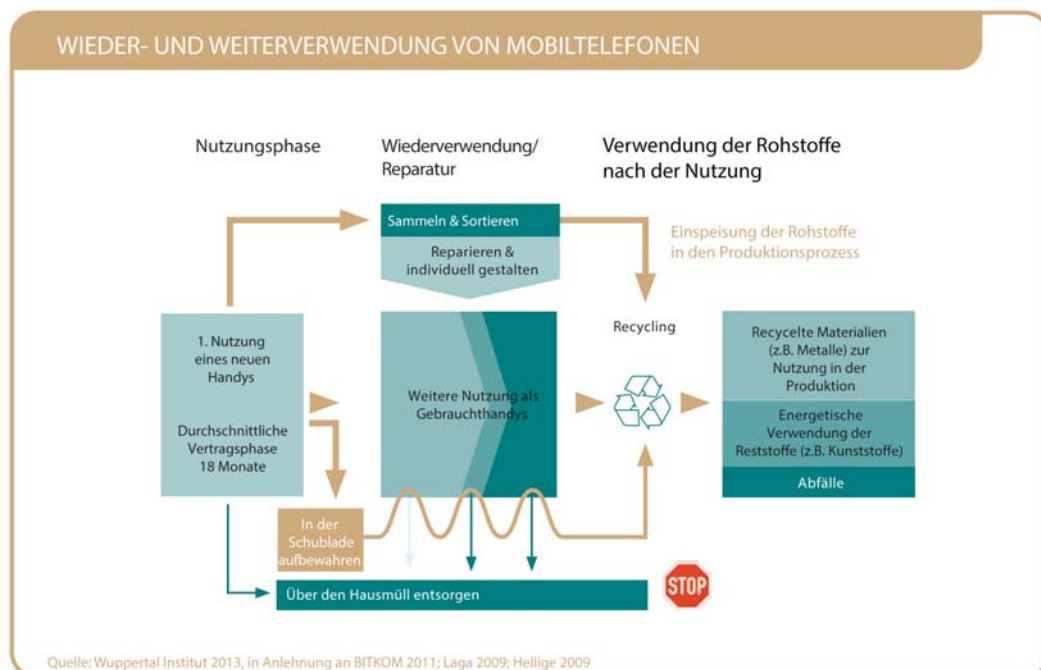 WIEDER- UND WEITERVERWENDUNG VON MOBILTELEFONEN
Nutzungsphase
Wiederverwendung/
Reparatur
Verwendung der Rohstoffe
nach der Nutzung
Sammeln & Sortieren
Reparieren &
individuell gestalten
Einspeisung der Rohstoffe
in den Produktionsprozess
1. Nutzung
eines neuen
Handys
Durchschnittliche
Vertragsphase
18 Monate
Weitere Nutzung als
Gebrauchthandys
Recycling
Recycelte Materialien
(z.B. Metalle) zur
Nutzung in der
Produktion
Energetische
Verwendung der
Reststoffe (z.B. Kunststoffe)
Abfälle
In der
Schublade
aufbewahren
Über den Hausmüll entsorgen
STOP
Quelle: Wuppertal Institut 2013, in Anlehnung an BITKOM 2011; Laga 2009; Hellige 2009